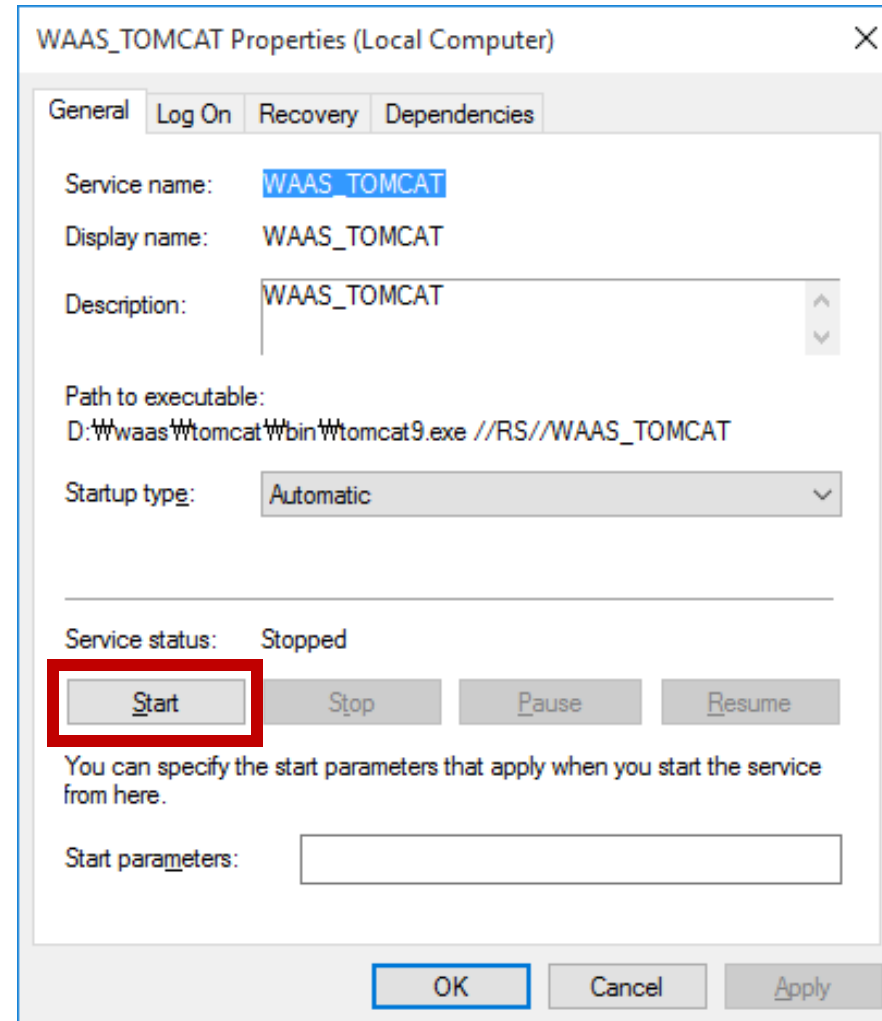 WAAS_TOMCAT Properties (Local Computer)
General Log On Recovery Dependencies
Service name: WAAS_TOMCAT
Display name: WAAS_TOMCAT
Description: WAAS_TOMCAT
Path to executable:
D:₩waas₩tomcat₩bin₩tomcat9.exe //RS//WAAS_TOMCAT
Startup type: Automatic
Service status: Stopped
Start Stop Pause Resume
You can specify the start parameters that apply when you start the service
from here.
Start parameters:
OK Cancel Apply